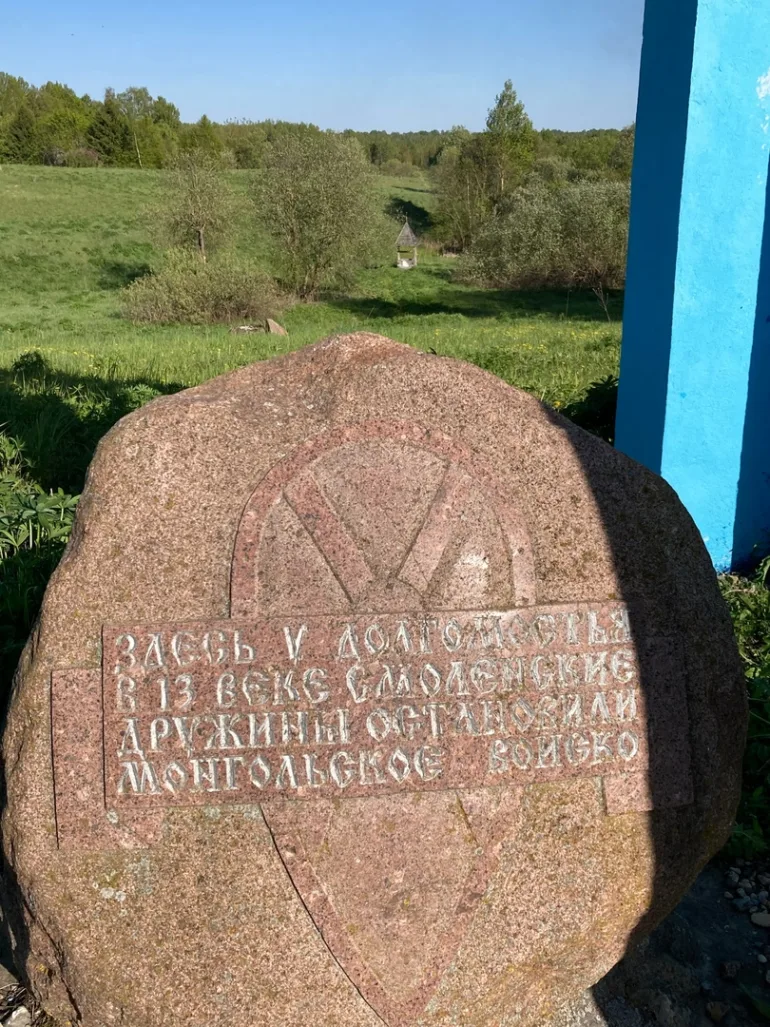 ЗДЕСЬ У ДОЛГОМОСТЬЯ
В 13 ВЕКЕ СМОЛЕНСКИЕ
ДРУЖИНЫ ОСТАНОВИЛИ
МОНГОЛЬСКОЕ ВОЙСКО